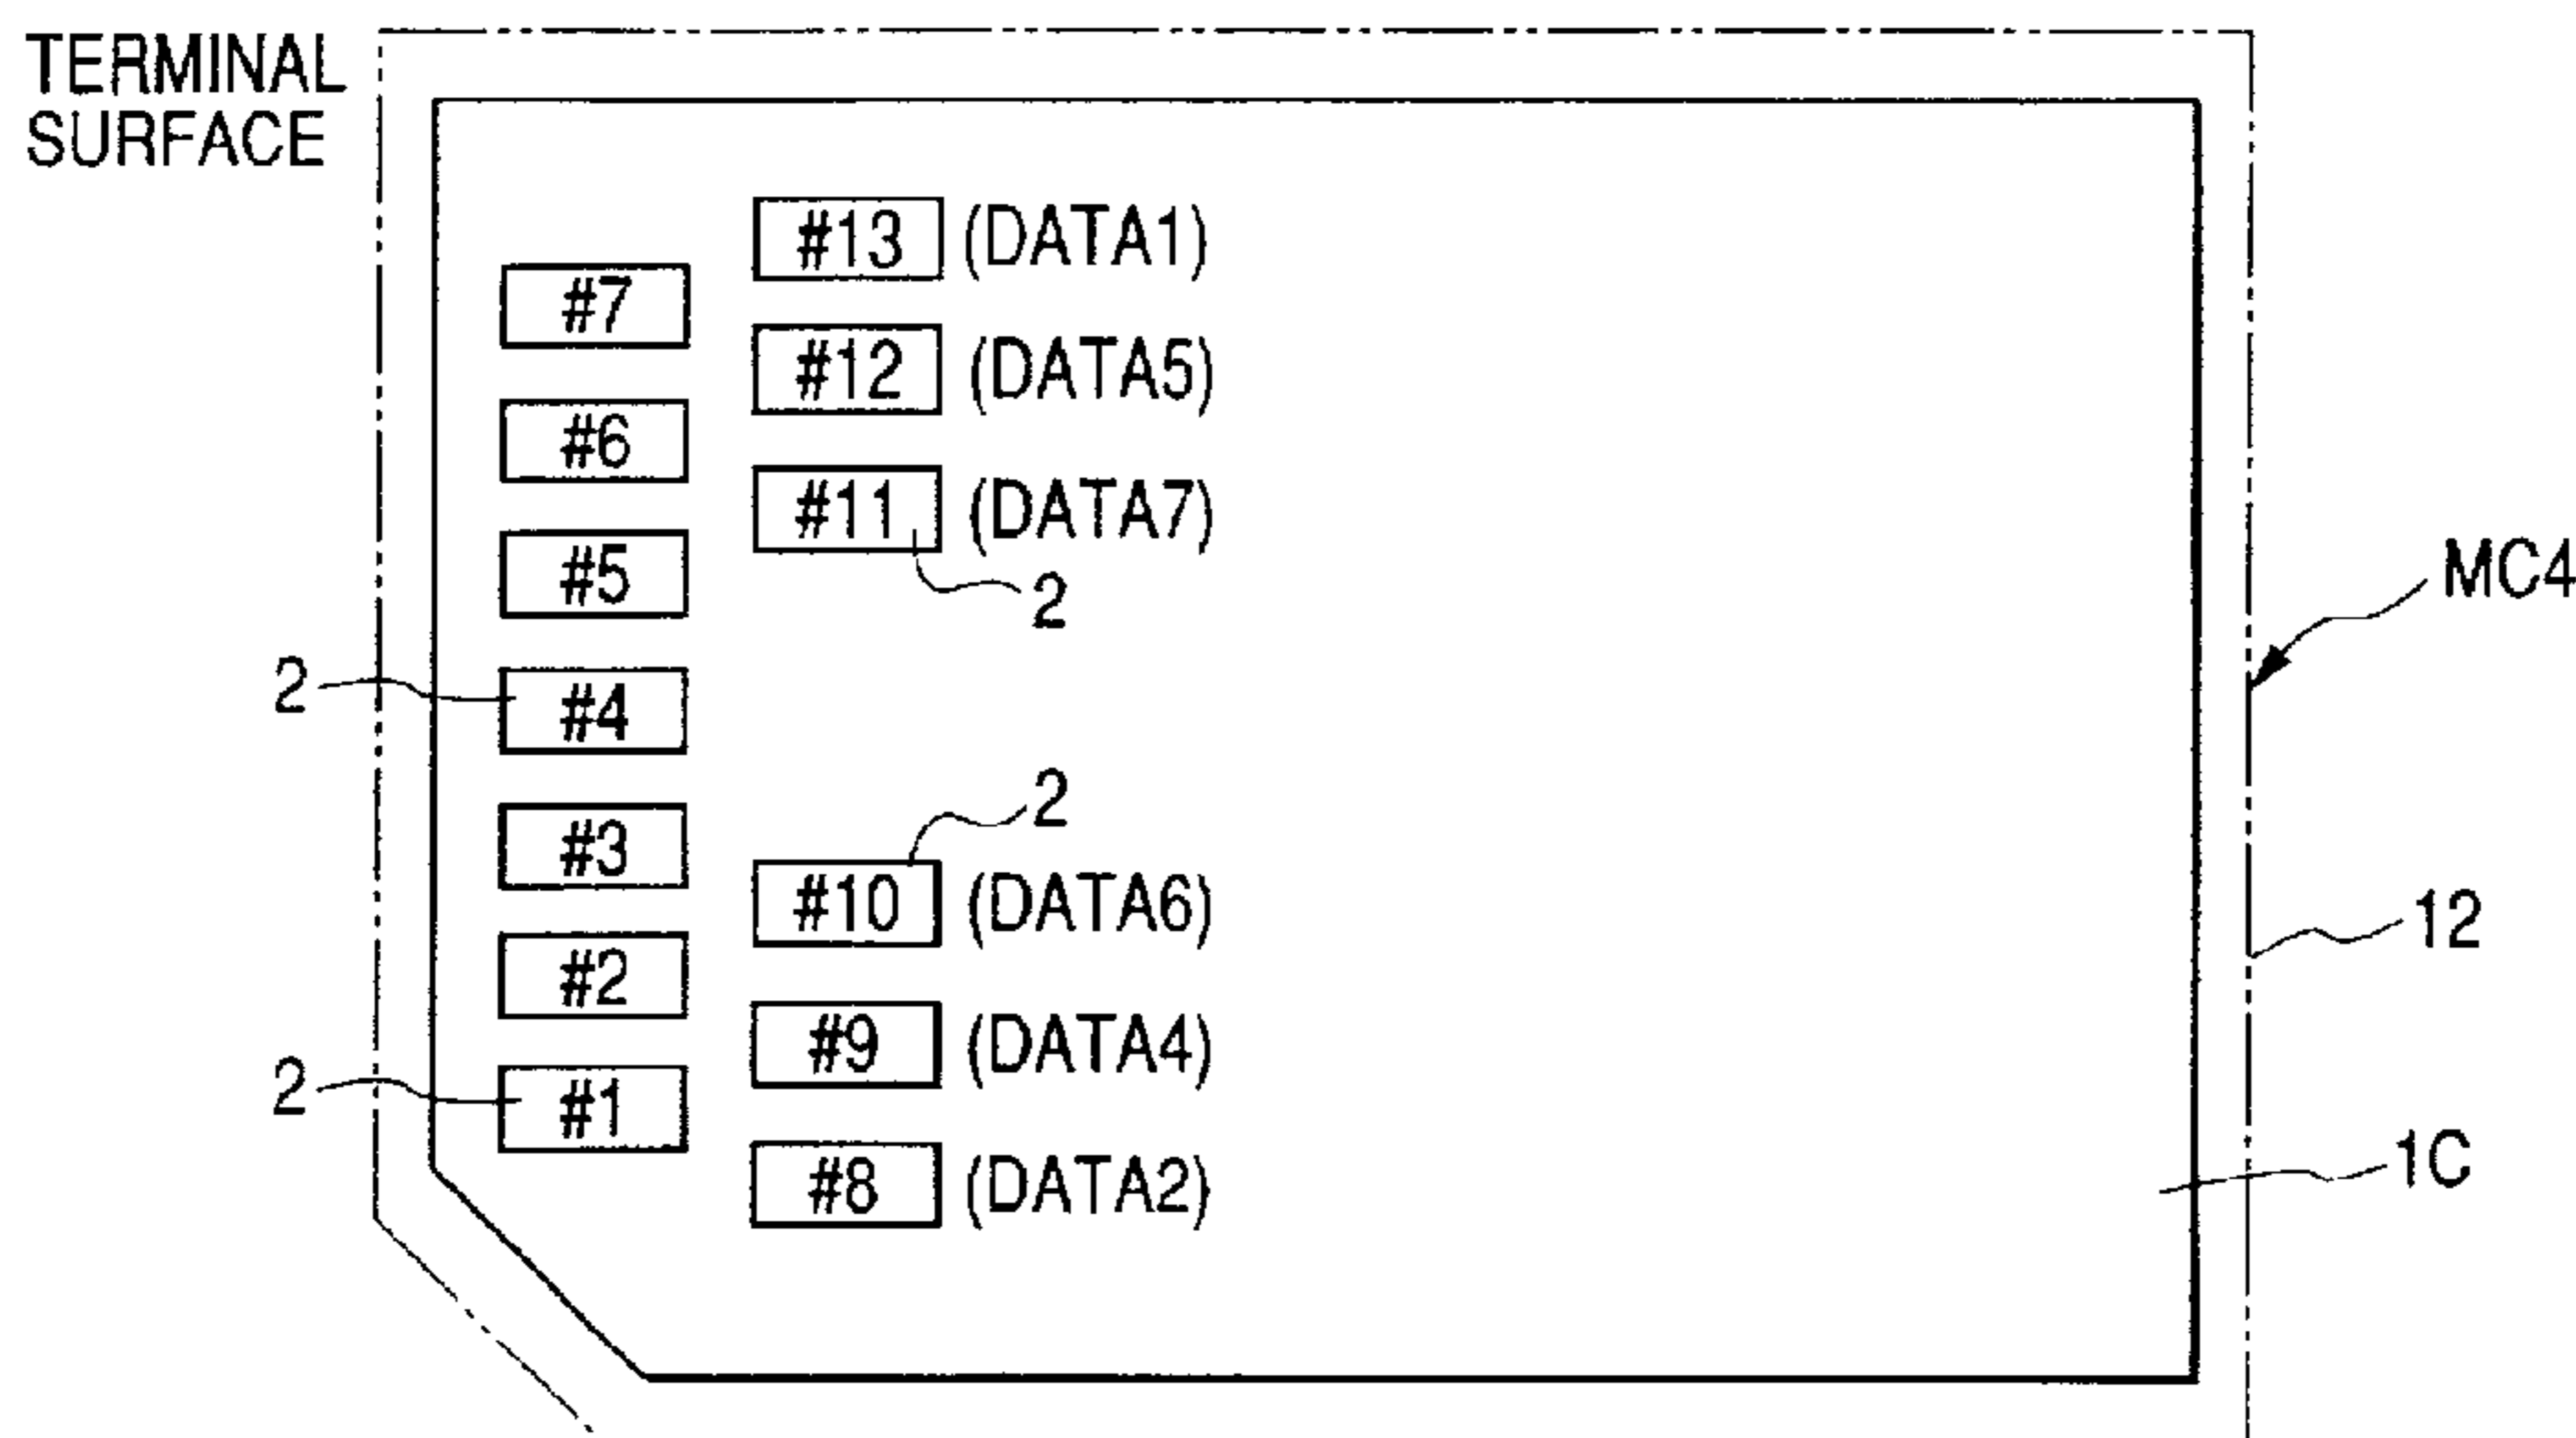 TERMINAL
SURFACE
#13 (DATA1)
#7
#12 (DATA5)
#6
#11 (DATA7)
#5
2
MC4
2
#4
2
#3
#10 (DATA6)
12
#2
#9 (DATA4)
2
#1
1C
#8 (DATA2)